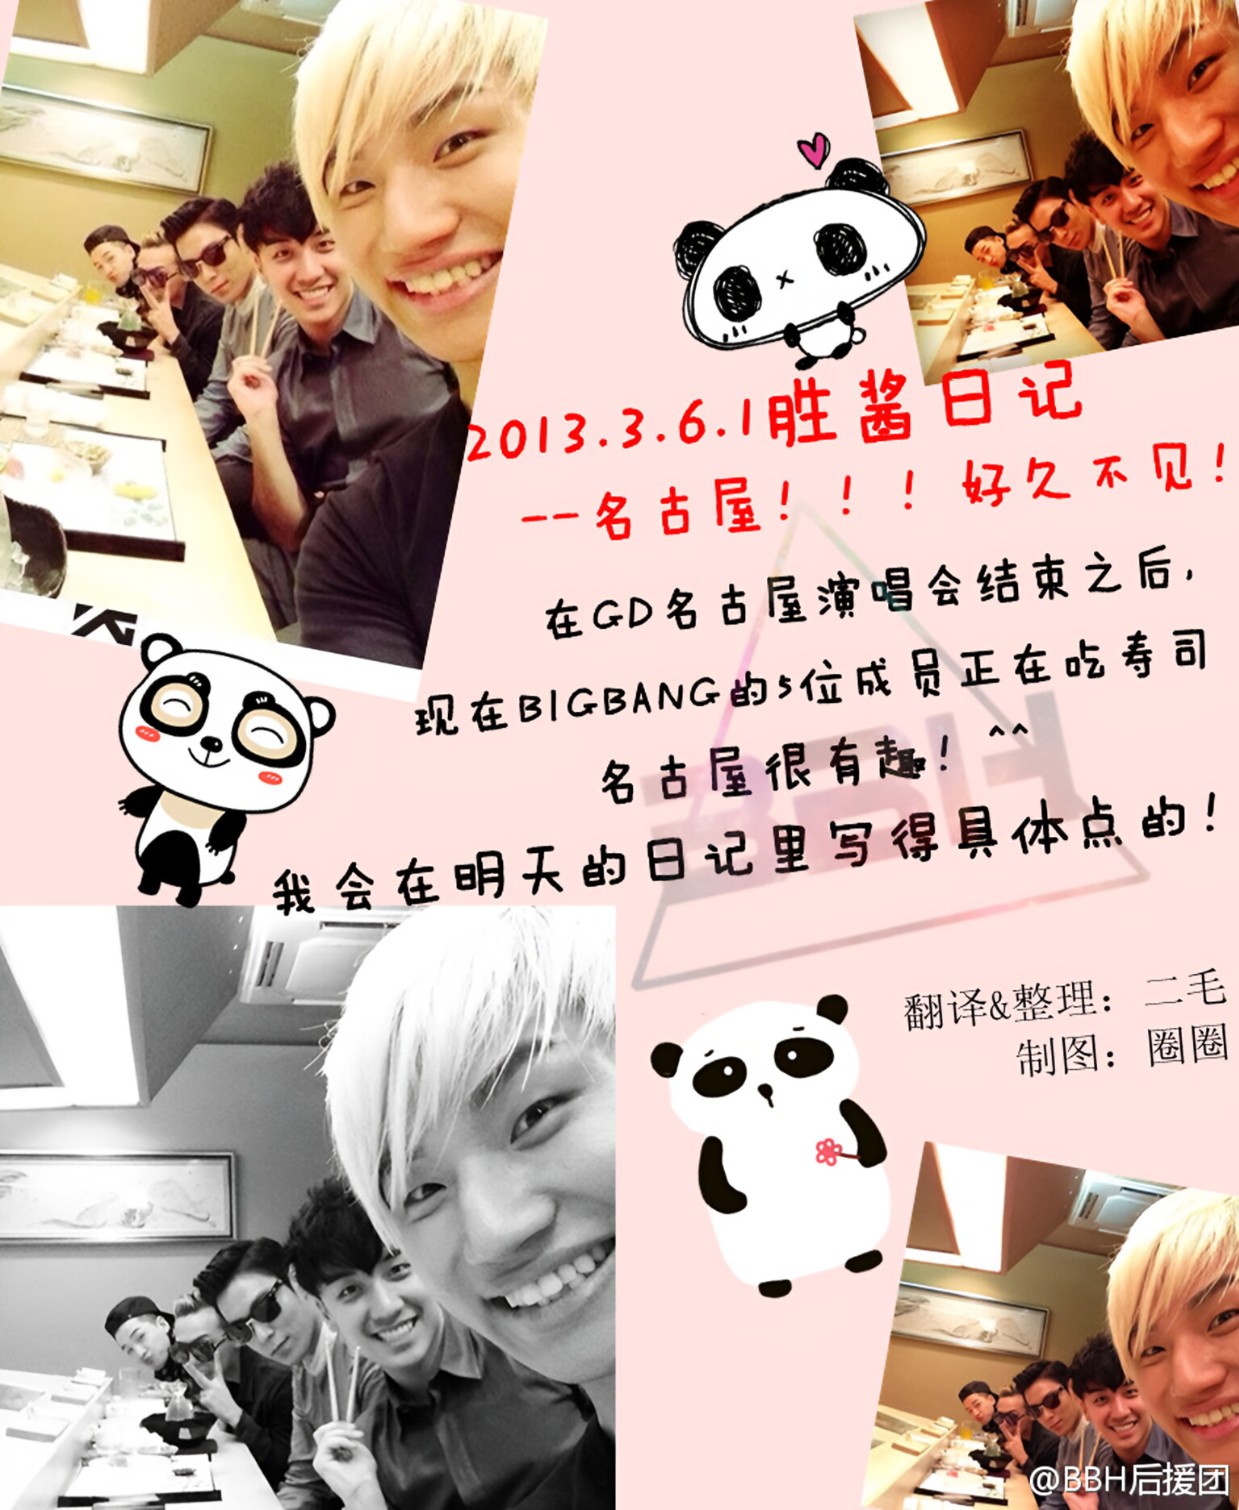 2013.3.6.1胜酱日记
--名古屋！！！好久不见！
在GD名古屋演唱会结束之后，
现在BIGBANG的5位成员正在吃寿司
名古屋很有趣！^^
我会在明天的日记里写得具体点的！
BBH
翻译&整理：二毛
制图：圈圈
YG
@BBH后援团